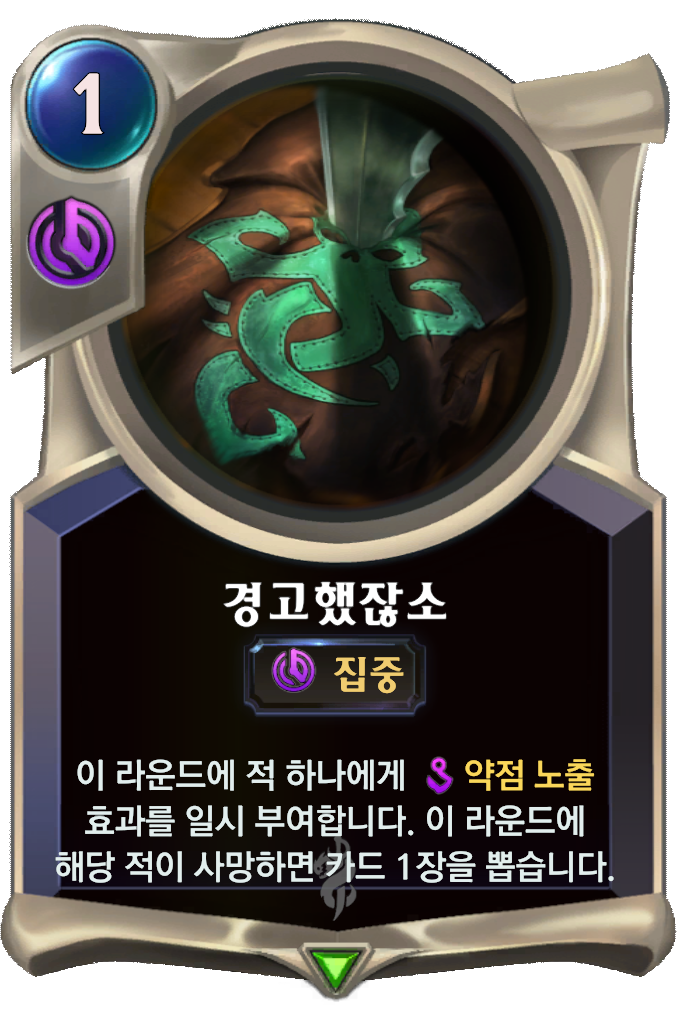 1
경고했잖소
집중
이 라운드에 적 하나에게 약점 노출
효과를 일시 부여합니다. 이 라운드에
해당 적이 사망하면 카드 1장을 뽑습니다.